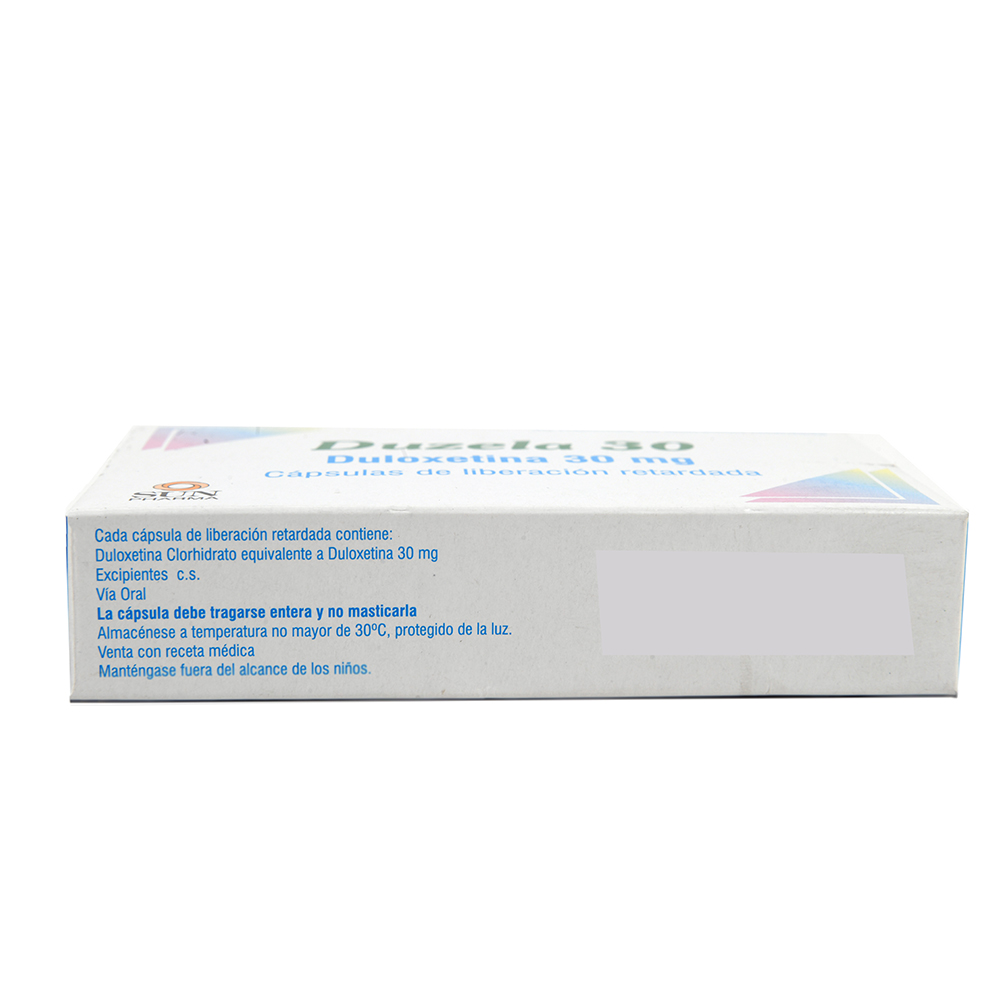 Duzela 30
Duloxetina 30 mg
Cápsulas de liberación retardada
SUN
PHARMA
Cada cápsula de liberación retardada contiene:
Duloxetina Clorhidrato equivalente a Duloxetina 30 mg
Excipientes c.s.
Vía Oral
La cápsula debe tragarse entera y no masticarla
Almacénese a temperatura no mayor de 30ºC, protegido de la luz.
Venta con receta médica
Manténgase fuera del alcance de los niños.